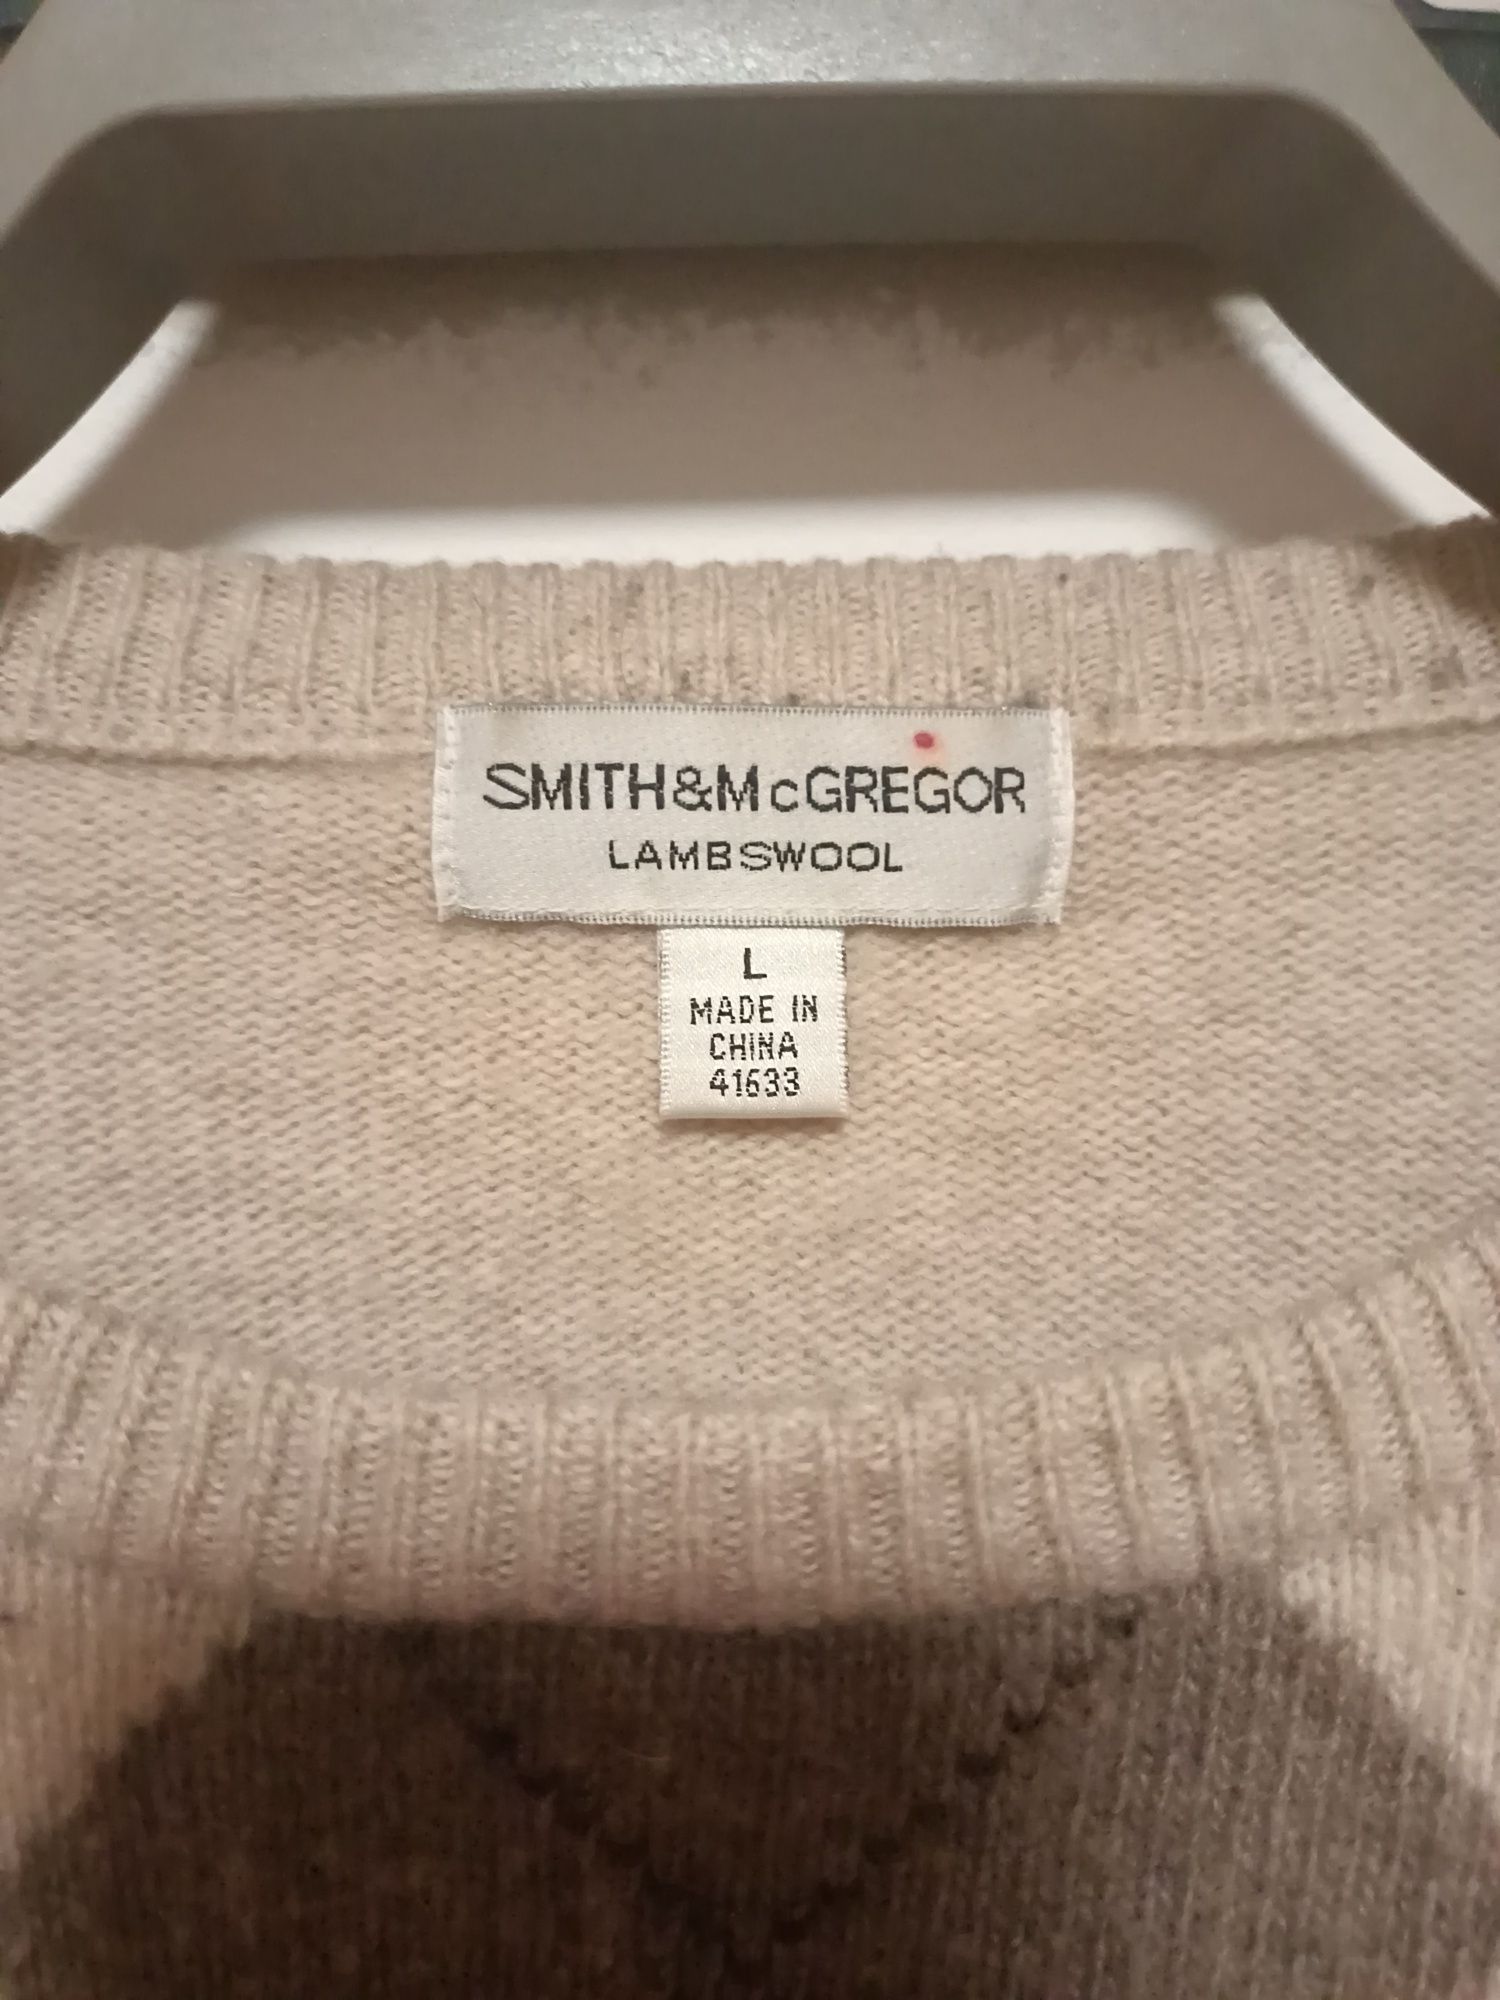 SMITH&McGREGOR
LAMBSWOOL
L
MADE IN
CHINA
41633